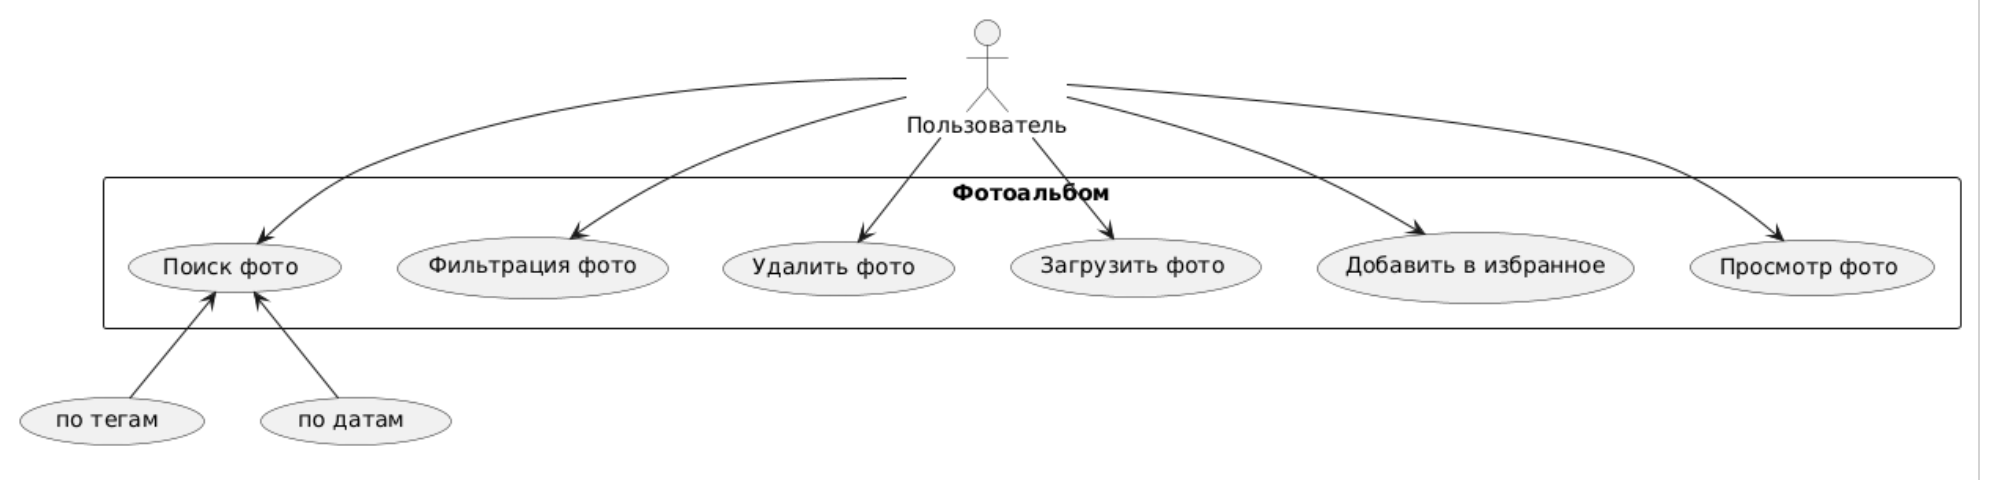 Пользователь
Фотоальбом
Поиск фото
Фильтрация фото
Удалить фото
Загрузить фото
Добавить в избранное
Просмотр фото
по тегам
по датам